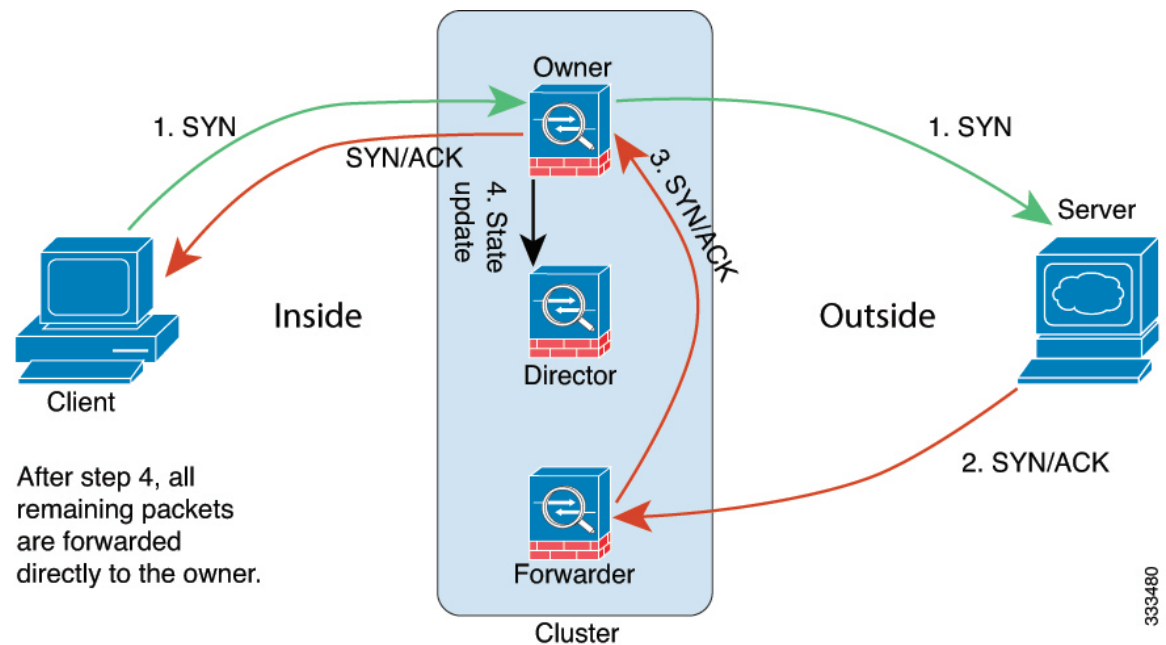 Owner
1. SYN
1. SYN
SYN/ACK
3. SYN/ACK
4. State
update
Server
Inside
Outside
Director
Client
2. SYN/ACK
After step 4, all
remaining packets
are forwarded
directly to the owner.
Forwarder
333480
Cluster